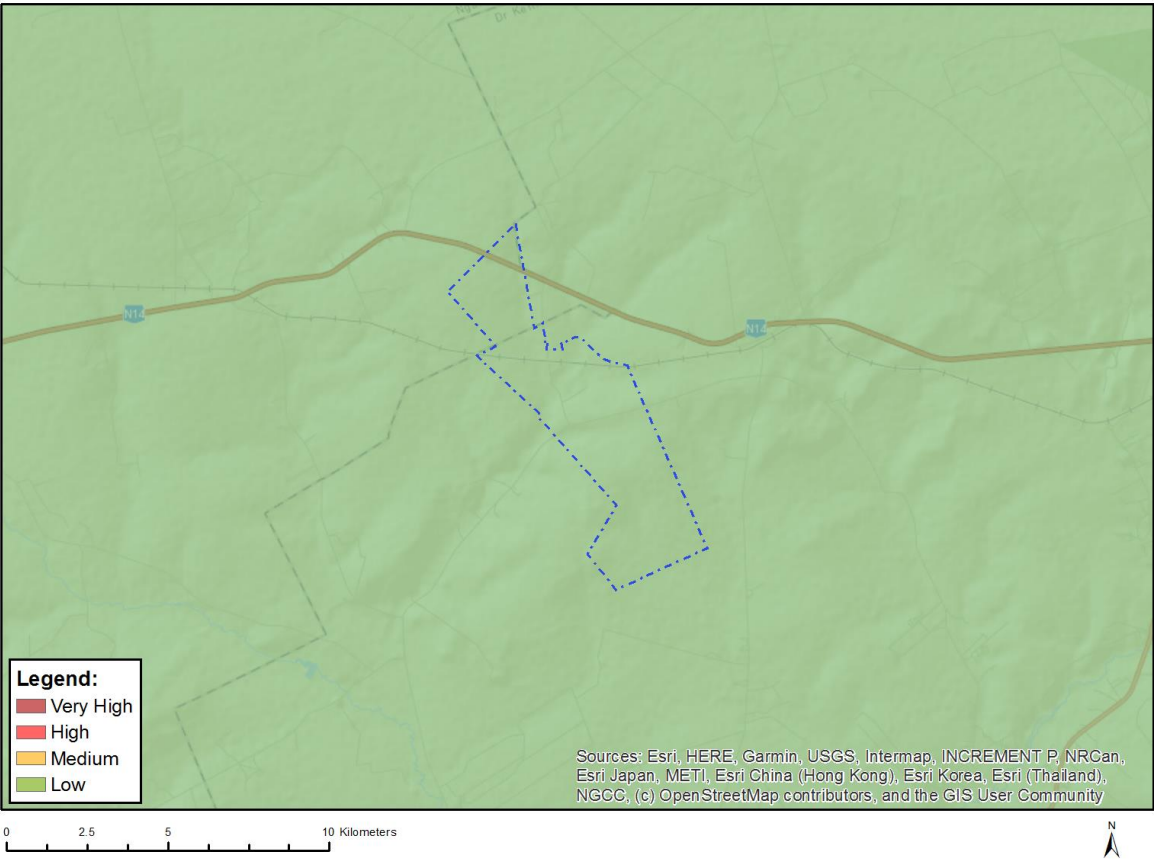 Dr Ke
N14
N14
Legend:
Very High
High
Medium
Low
Sources: Esri, HERE, Garmin, USGS, Intermap, INCREMENT P, NRCan,
Esri Japan, METI, Esri China (Hong Kong), Esri Korea, Esri (Thailand),
NGCC, (c) OpenStreetMap contributors, and the GIS User Community
0 2.5 5 10 Kilometers
N